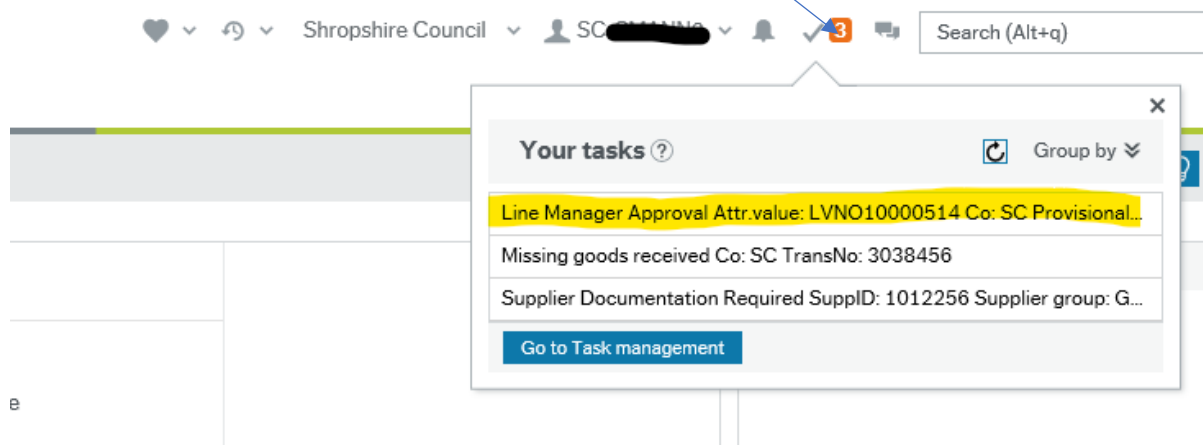 Shropshire Council SC
3
Search (Alt+q)
Your tasks ?
Group by
Line Manager Approval Attr.value: LVNO10000514 Co: SC Provisional...
Missing goods received Co: SC TransNo: 3038456
Supplier Documentation Required SuppID: 1012256 Supplier group: G...
Go to Task management
e